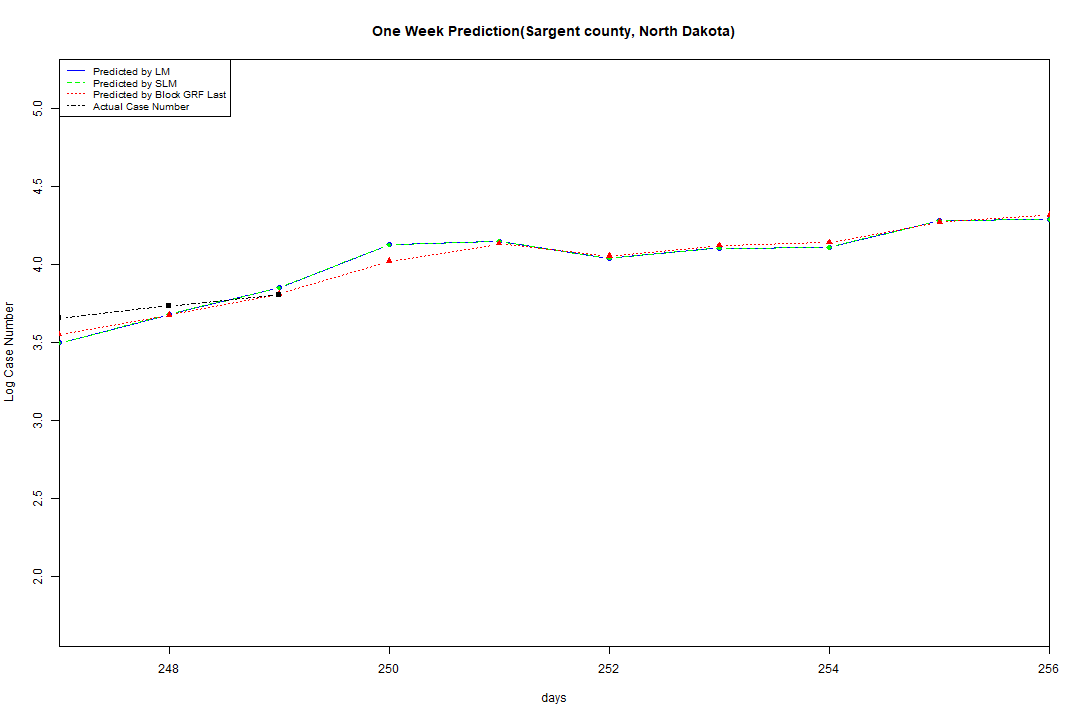 One Week Prediction(Sargent county, North Dakota)
Predicted by LM
Predicted by SLM
Predicted by Block GRF Last
Actual Case Number
5.0
4.5
4.0
3.5
3.0
2.5
2.0
Log Case Number
248
250
252
254
256
days